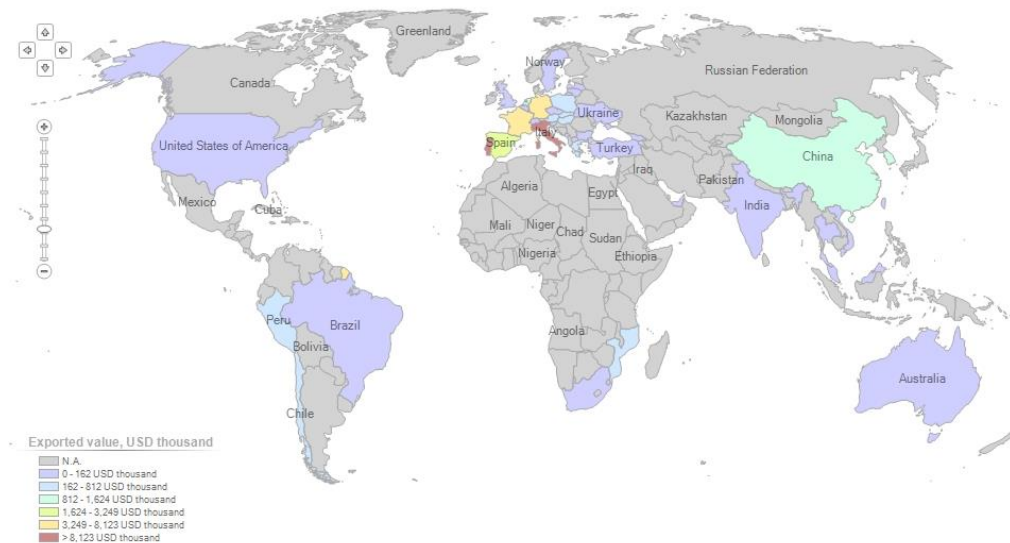 Greenland
Norway
Russian Federation
Canada
Ukraine
Kazakhstan
Mongolia
United States of America
Spain
Italy
Turkey
China
Iraq
Pakistan
Mexico
Cuba
Algeria
Egypt
India
Mali
Niger
Chad
Sudan
Nigeria
Ethiopia
Peru
Brazil
Bolivia
Angola
Australia
Chile
Exported value, USD thousand
N.A.
0 - 162 USD thousand
162 - 812 USD thousand
812 - 1,624 USD thousand
1,624 - 3,249 USD thousand
3,249 - 8,123 USD thousand
> 8,123 USD thousand